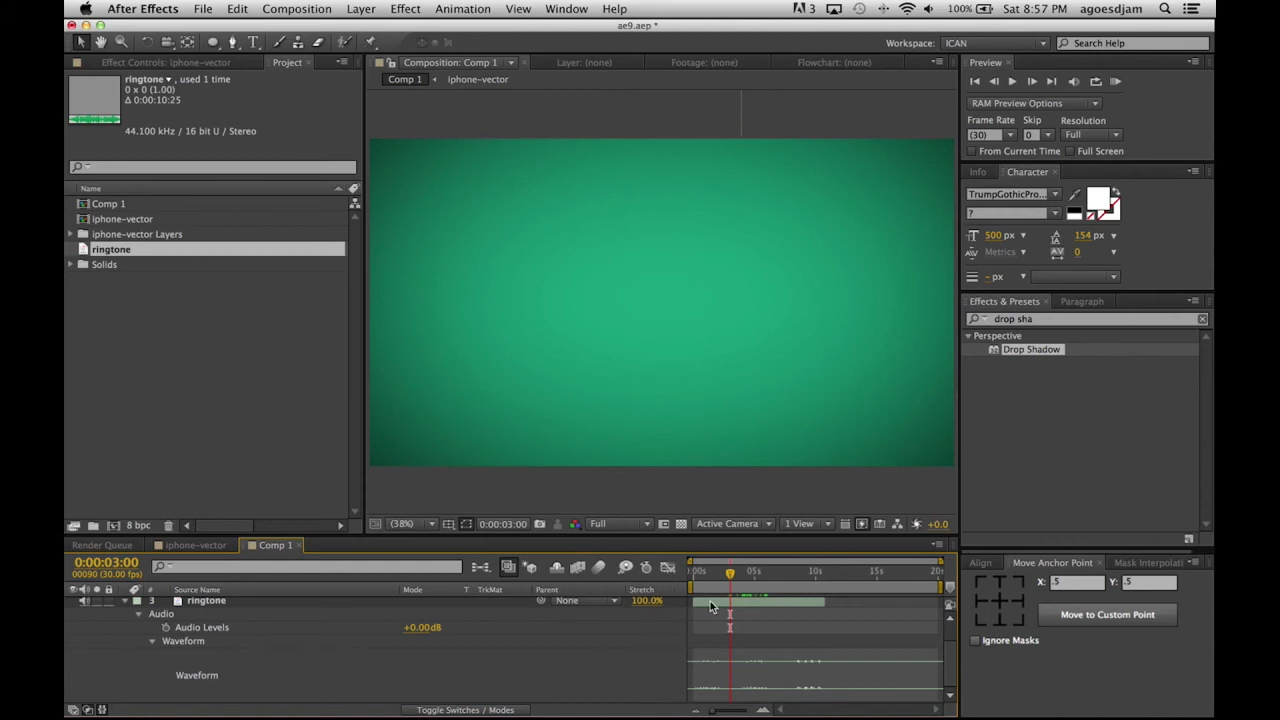 After Effects File Edit Composition Layer Effect Animation View Window Help 3 100% Sat 8:57 PM agoesdjam
ae9.aep *
Workspace: ICAN Search Help
Effect Controls: iphone-vector Project
Composition: Comp 1 Layer: (none) Footage: (none) Flowchart: (none)
Comp 1 iphone-vector
ringtone , used 1 time
0 x 0 (1.00)
Δ 0:00:10:25
44.100 kHz / 16 bit U / Stereo
Name
Comp 1
iphone-vector
iphone-vector Layers
ringtone
Solids
8 bpc
(38%) 0:00:03:00 Full Active Camera 1 View +0.0
Preview
RAM Preview Options
Frame Rate Skip Resolution
(30) 0 Full
From Current Time Full Screen
Info Character
TrumpGothicPro...
?
500 px 154 px
Metrics 0
- px
Effects & Presets Paragraph
drop sha
Perspective
Drop Shadow
Align Move Anchor Point Mask Interpolati
X: .5 Y: .5
Move to Custom Point
Ignore Masks
Render Queue iphone-vector Comp 1
0:00:03:00
00090 (30.00 fps)
:00s 05s 10s 15s 20s
# Source Name Mode T TrkMat Parent Stretch
3 ringtone None 100.0%
Audio
Audio Levels +0.00dB
Waveform
Waveform
Toggle Switches / Modes